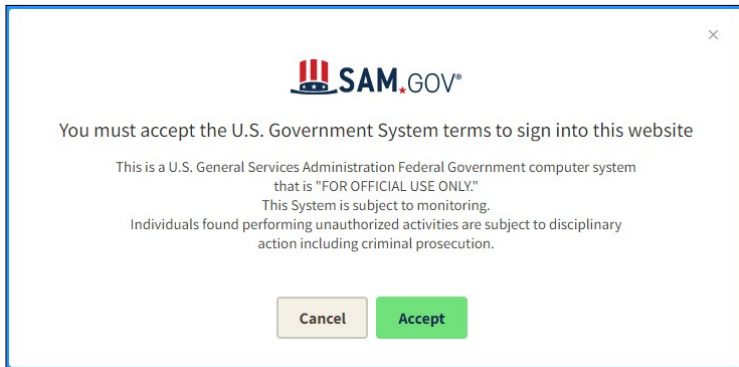 ×
SAM.GOV®
You must accept the U.S. Government System terms to sign into this website
This is a U.S. General Services Administration Federal Government computer system
that is "FOR OFFICIAL USE ONLY."
This System is subject to monitoring.
Individuals found performing unauthorized activities are subject to disciplinary
action including criminal prosecution.
Cancel Accept